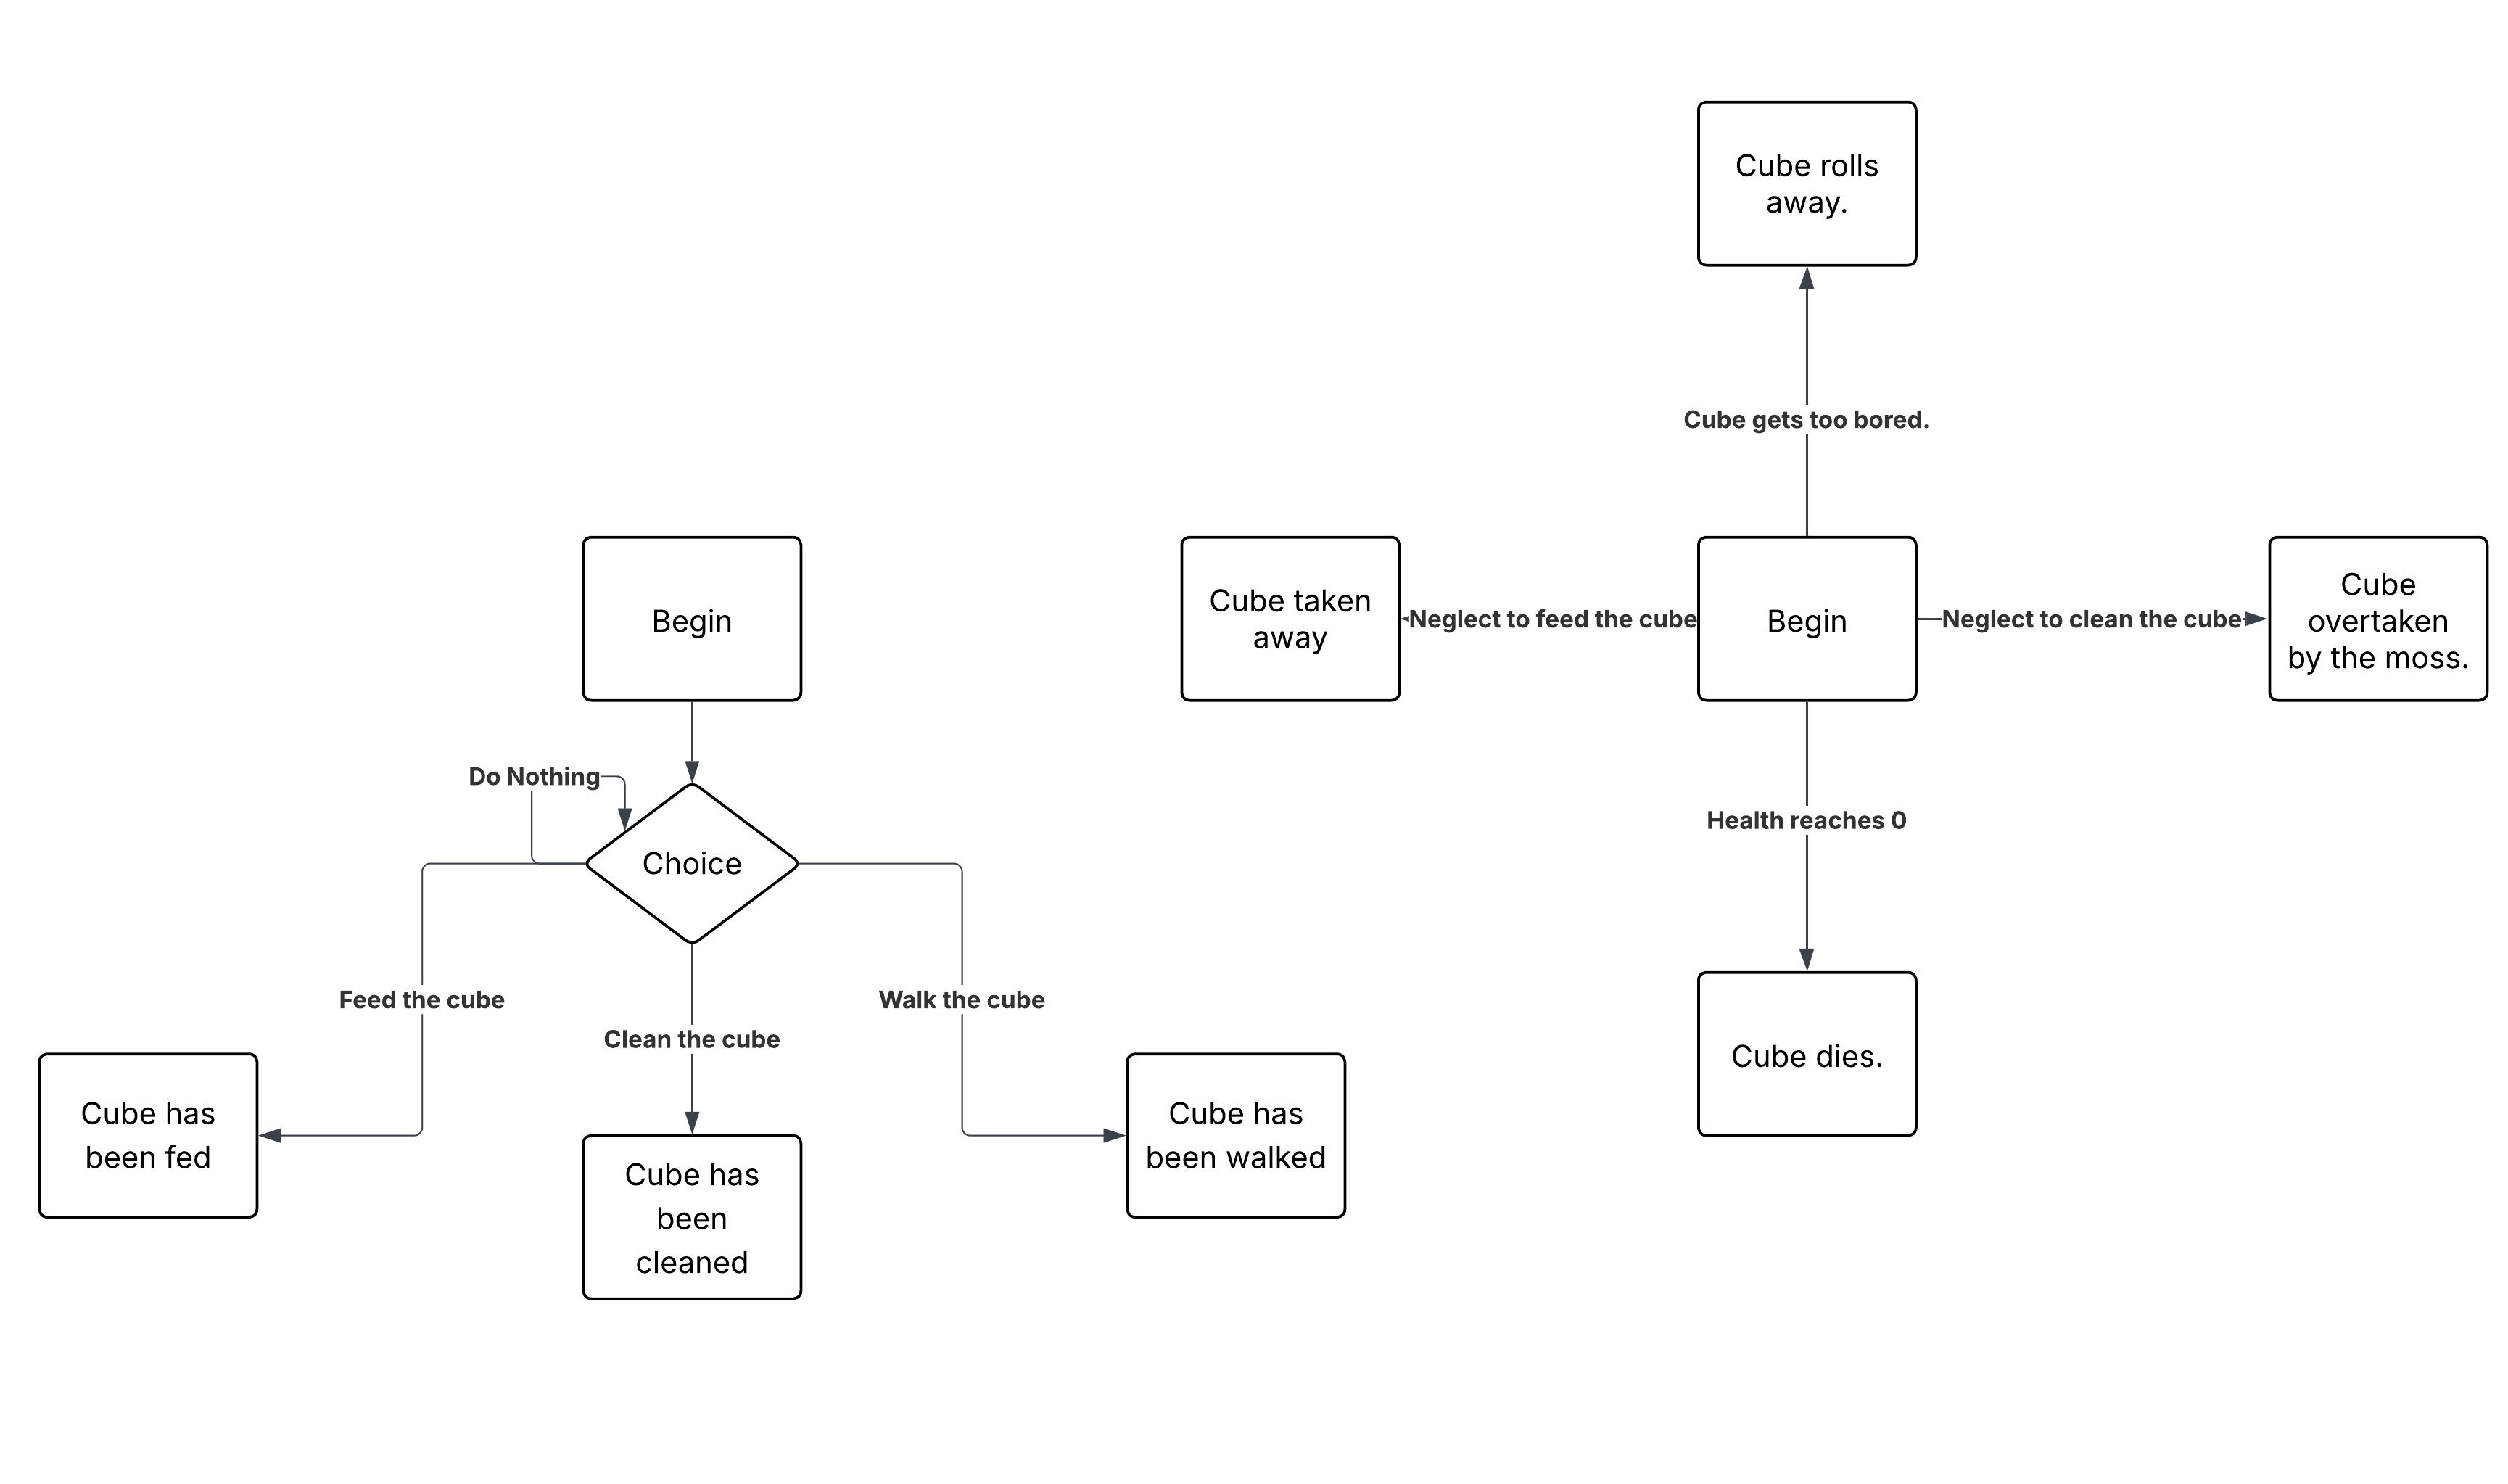 Cube rolls
away.
Cube gets too bored.
Begin
Cube taken
away
Neglect to feed the cube
Begin
Neglect to clean the cube
Cube
overtaken
by the moss.
Do Nothing
Choice
Health reaches 0
Feed the cube
Clean the cube
Walk the cube
Cube has
been fed
Cube has
been
cleaned
Cube has
been walked
Cube dies.